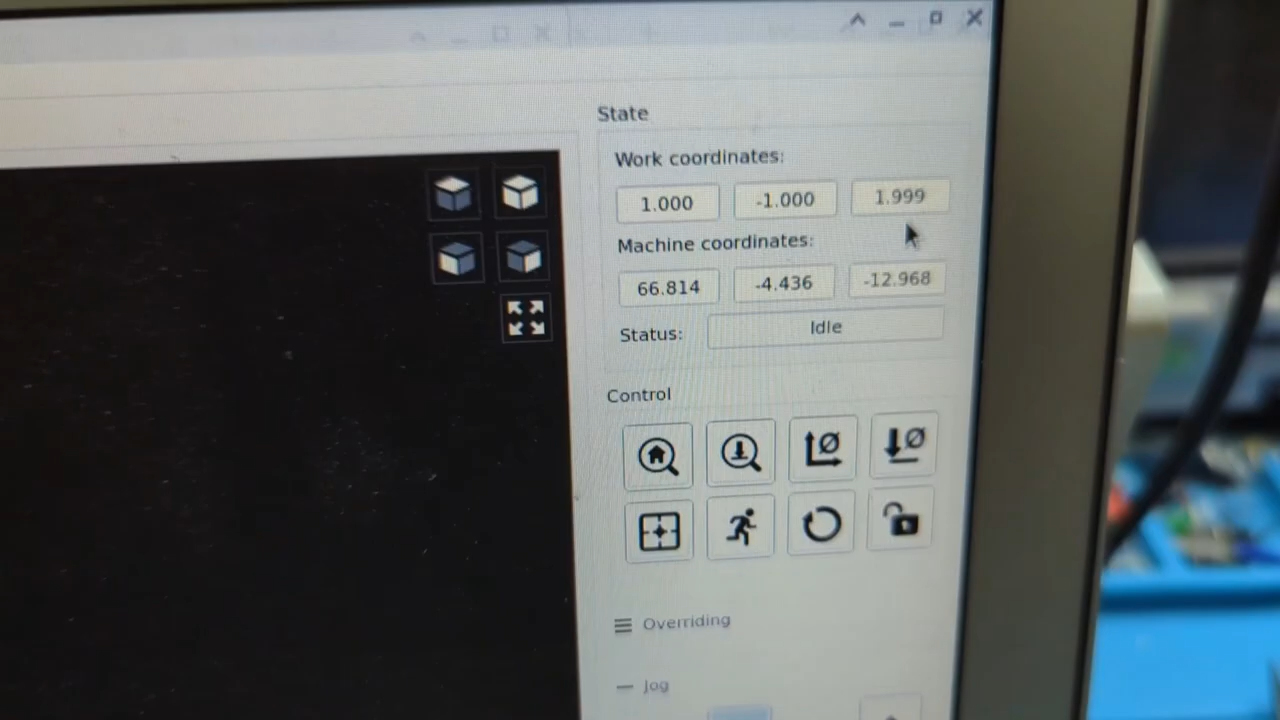 State
Work coordinates:
1.000 -1.000 1.999
Machine coordinates:
66.814 -4.436 -12.968
Status: Idle
Control
Overriding
Jog